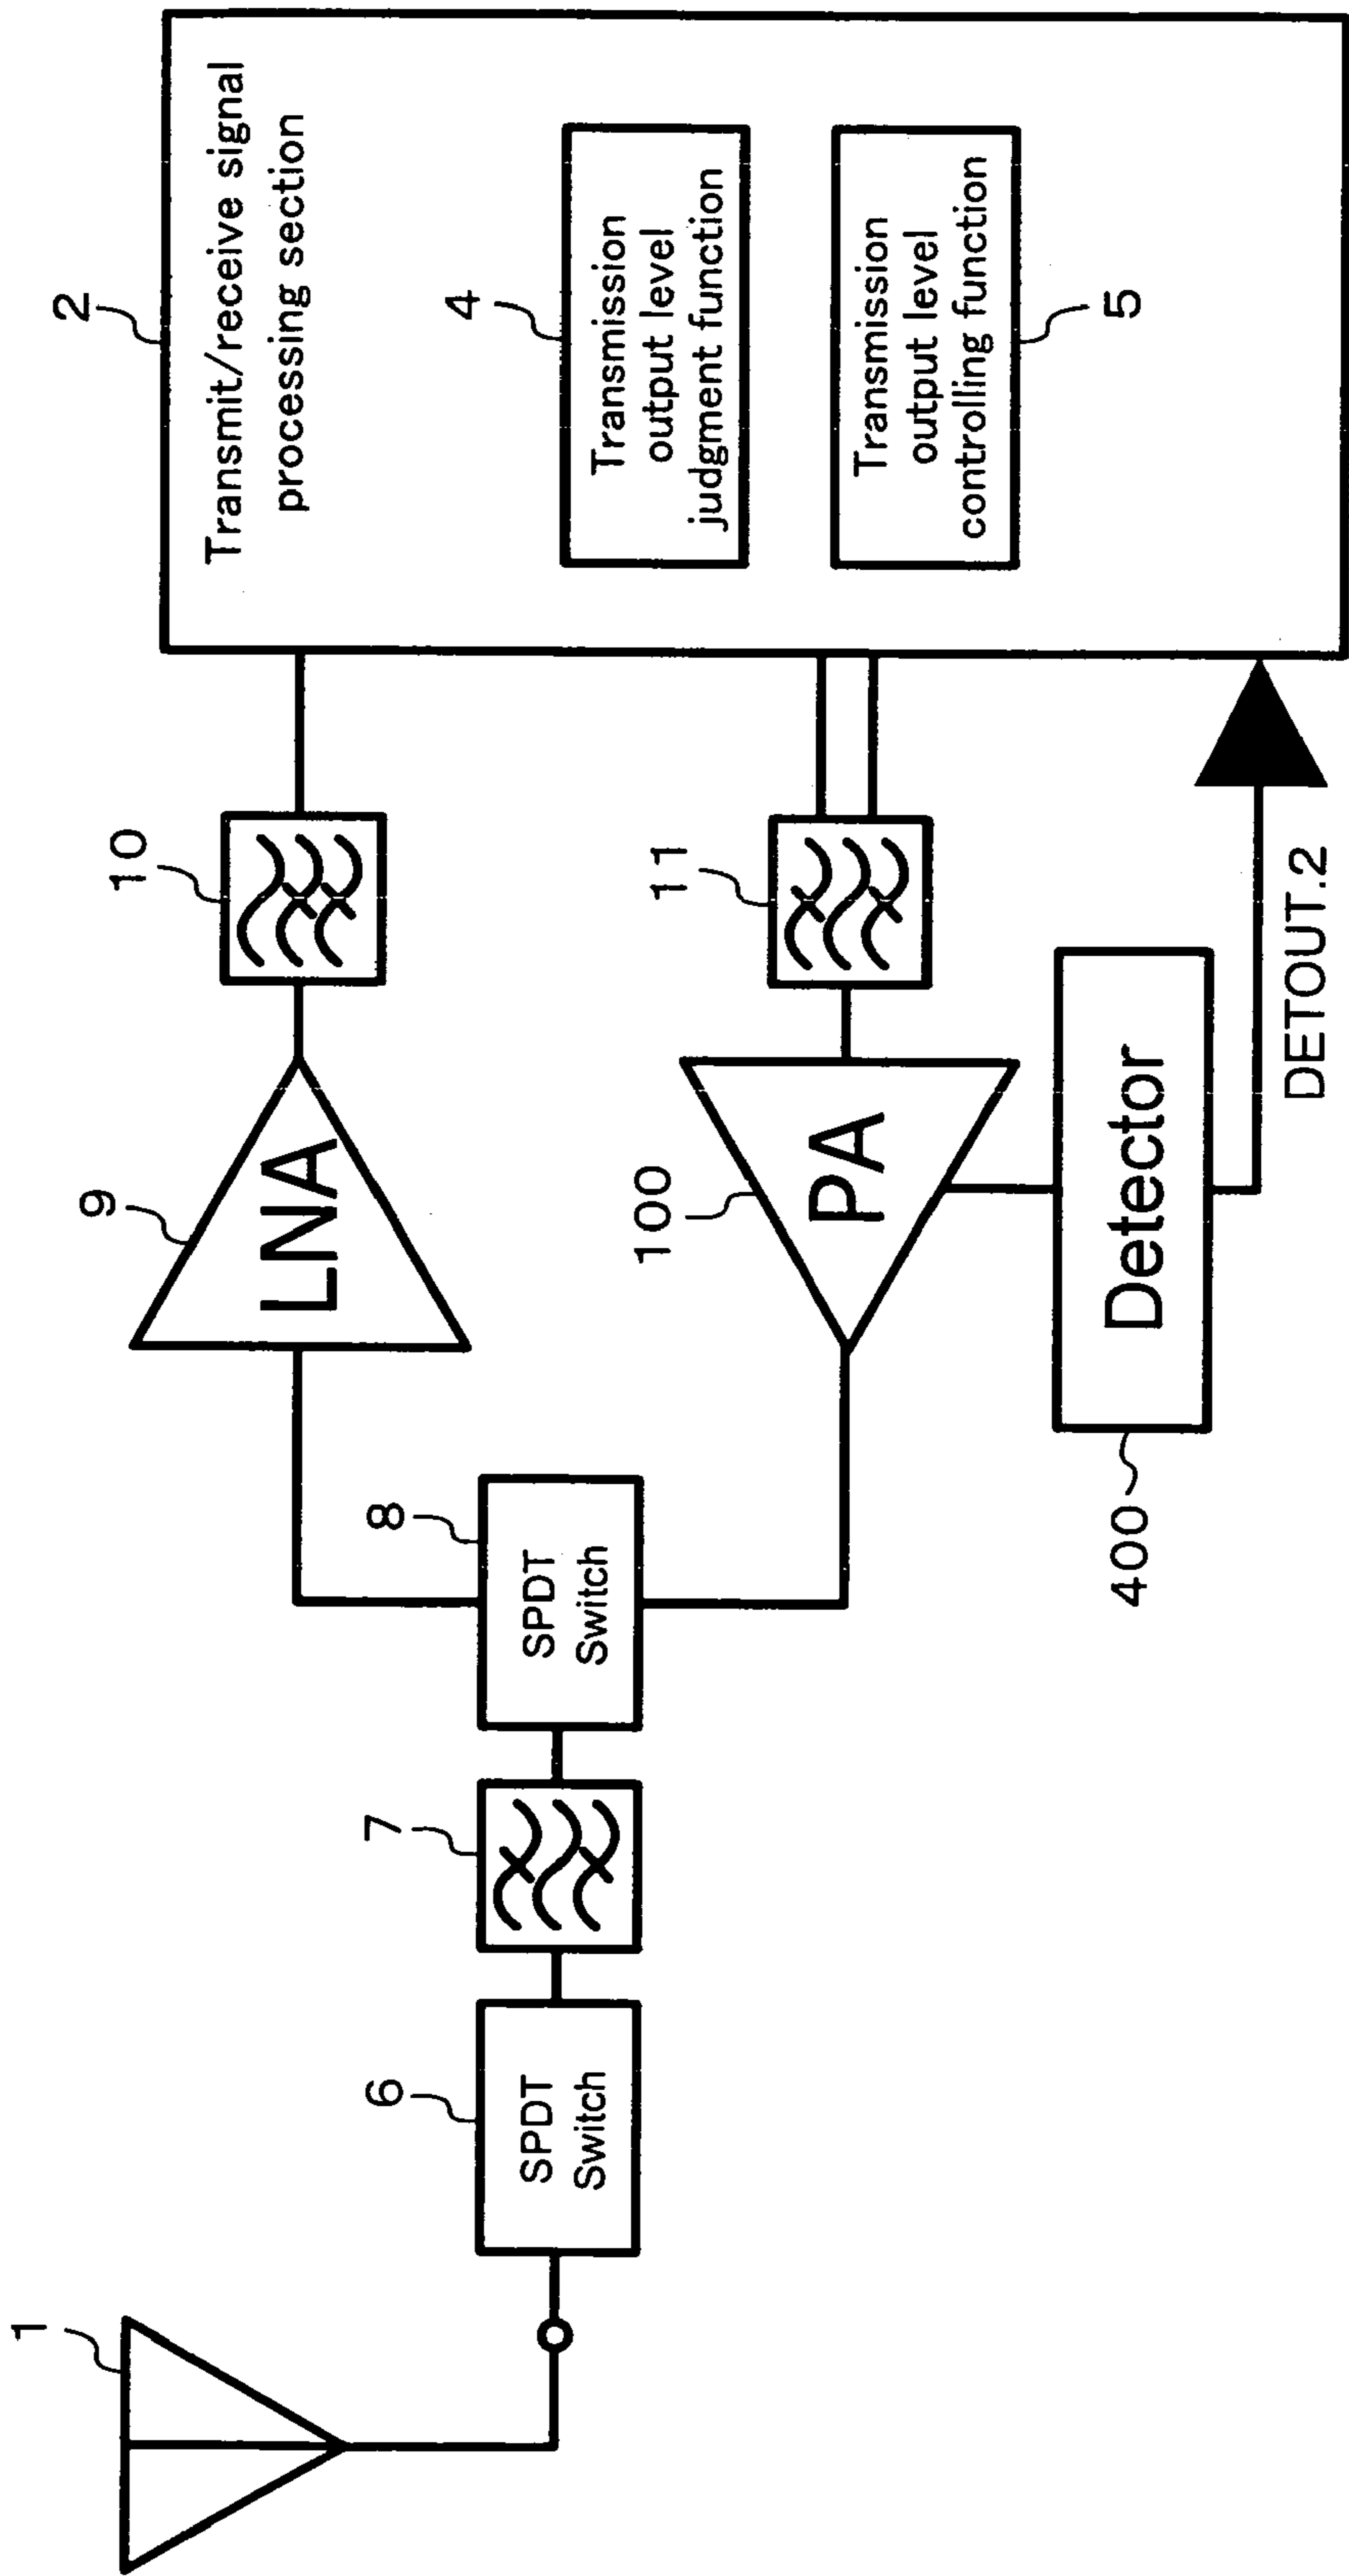 1
6
SPDT
Switch
7
8
SPDT
Switch
9
LNA
10
100
PA
11
400
Detector
DETOUT.2
2
Transmit/receive signal
processing section
4
Transmission
output level
judgment function
Transmission
output level
controlling function
5